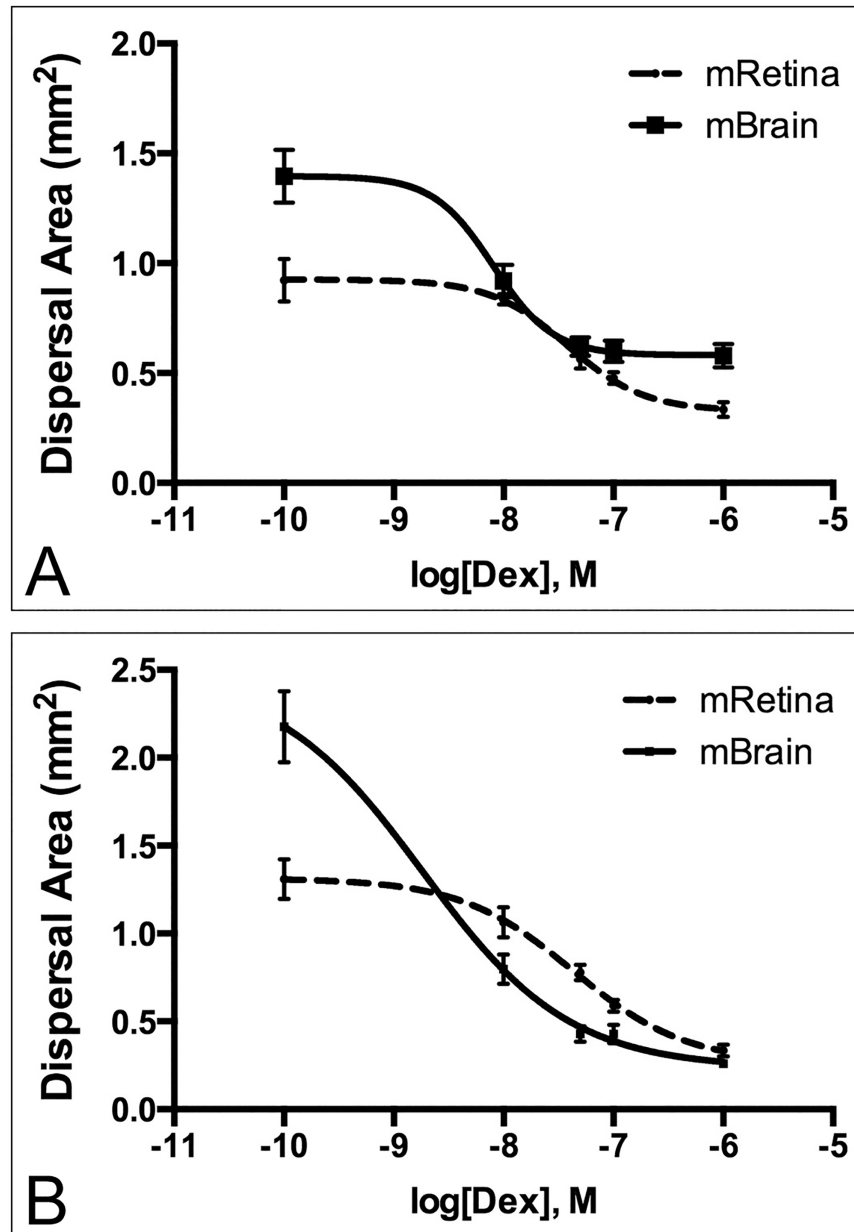 2.0
1.5
1.0
0.5
0.0
Dispersal Area (mm²)
mRetina
mBrain
-11 -10 -9 -8 -7 -6 -5
log[Dex], M
A
2.5
2.0
1.5
1.0
0.5
0.0
Dispersal Area (mm²)
mRetina
mBrain
-11 -10 -9 -8 -7 -6 -5
log[Dex], M
B